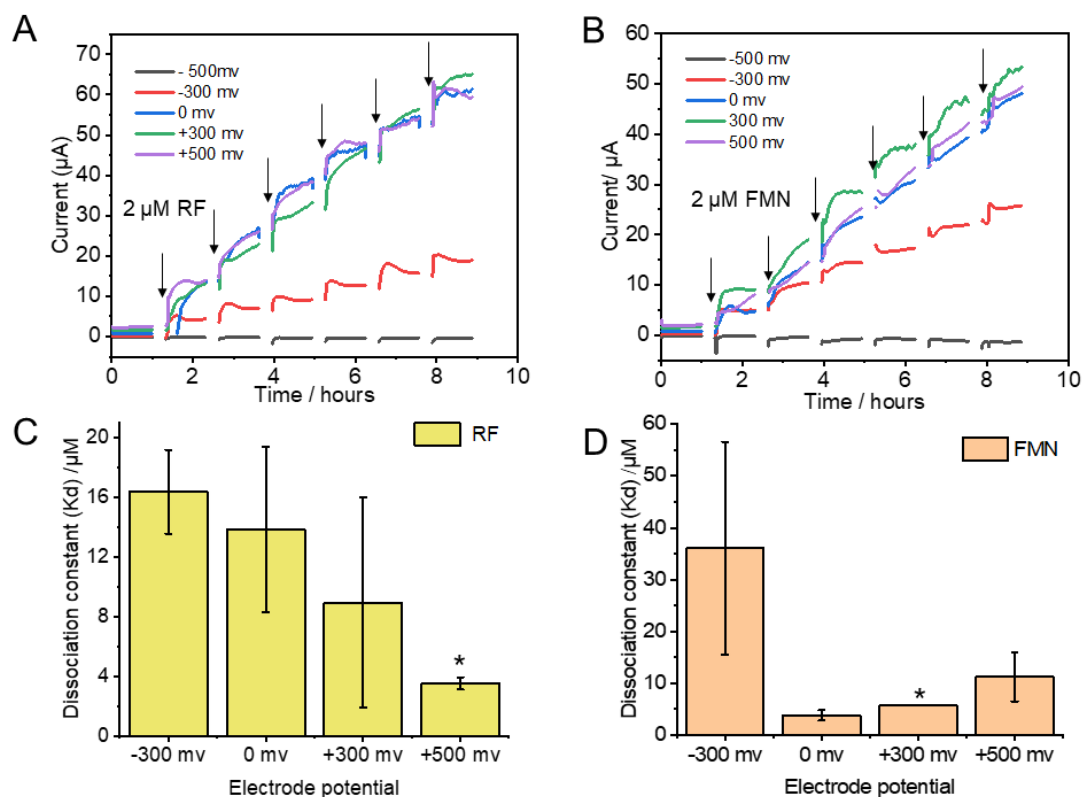 A
Current (µA)
70
60
50
40
30
20
10
0
- 500mv
-300 mv
0 mv
+300 mv
+500 mv
2 µM RF
0 2 4 6 8 10
Time / hours
B
Current/ µA
60
50
40
30
20
10
0
-500 mv
-300 mv
0 mv
300 mv
500 mv
2 µM FMN
0 2 4 6 8 10
Time / hours
C
Dissociation constant (Kd) /µM
20
16
12
8
4
0
RF
*
-300 mv 0 mv +300 mv +500 mv
Electrode potential
D
Dissociation constant (Kd) /µM
60
50
40
30
20
10
0
FMN
*
-300 mv 0 mv +300 mv +500 mv
Electrode potential